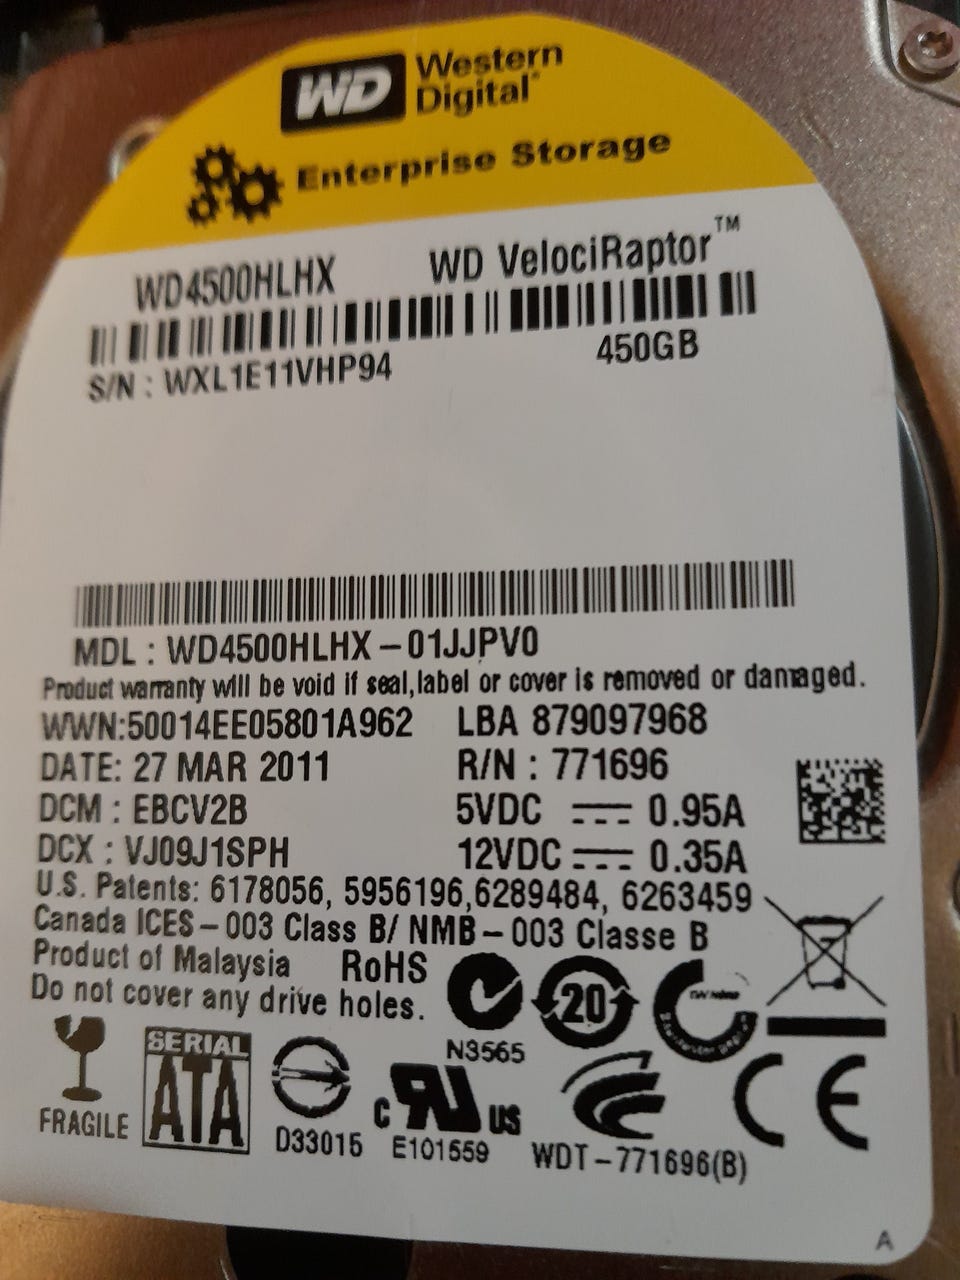 WD Western
Digital®
Enterprise Storage
WD4500HLHX WD VelociRaptor™
S/N : WXL1E11VHP94 450GB
MDL : WD4500HLHX-01JJPV0
Product warranty will be void if seal,label or cover is removed or damaged.
WWN:50014EE05801A962 LBA 879097968
DATE: 27 MAR 2011 R/N : 771696
DCM : EBCV2B 5VDC ⎓ 0.95A
DCX : VJ09J1SPH 12VDC ⎓ 0.35A
U.S. Patents: 6178056, 5956196,6289484, 6263459
Canada ICES-003 Class B/ NMB-003 Classe B
Product of Malaysia RoHS
Do not cover any drive holes.
20
N3565
FRAGILE
SERIAL
ATA
D33015
c RU US
E101559
WDT-771696(B)
CE
A